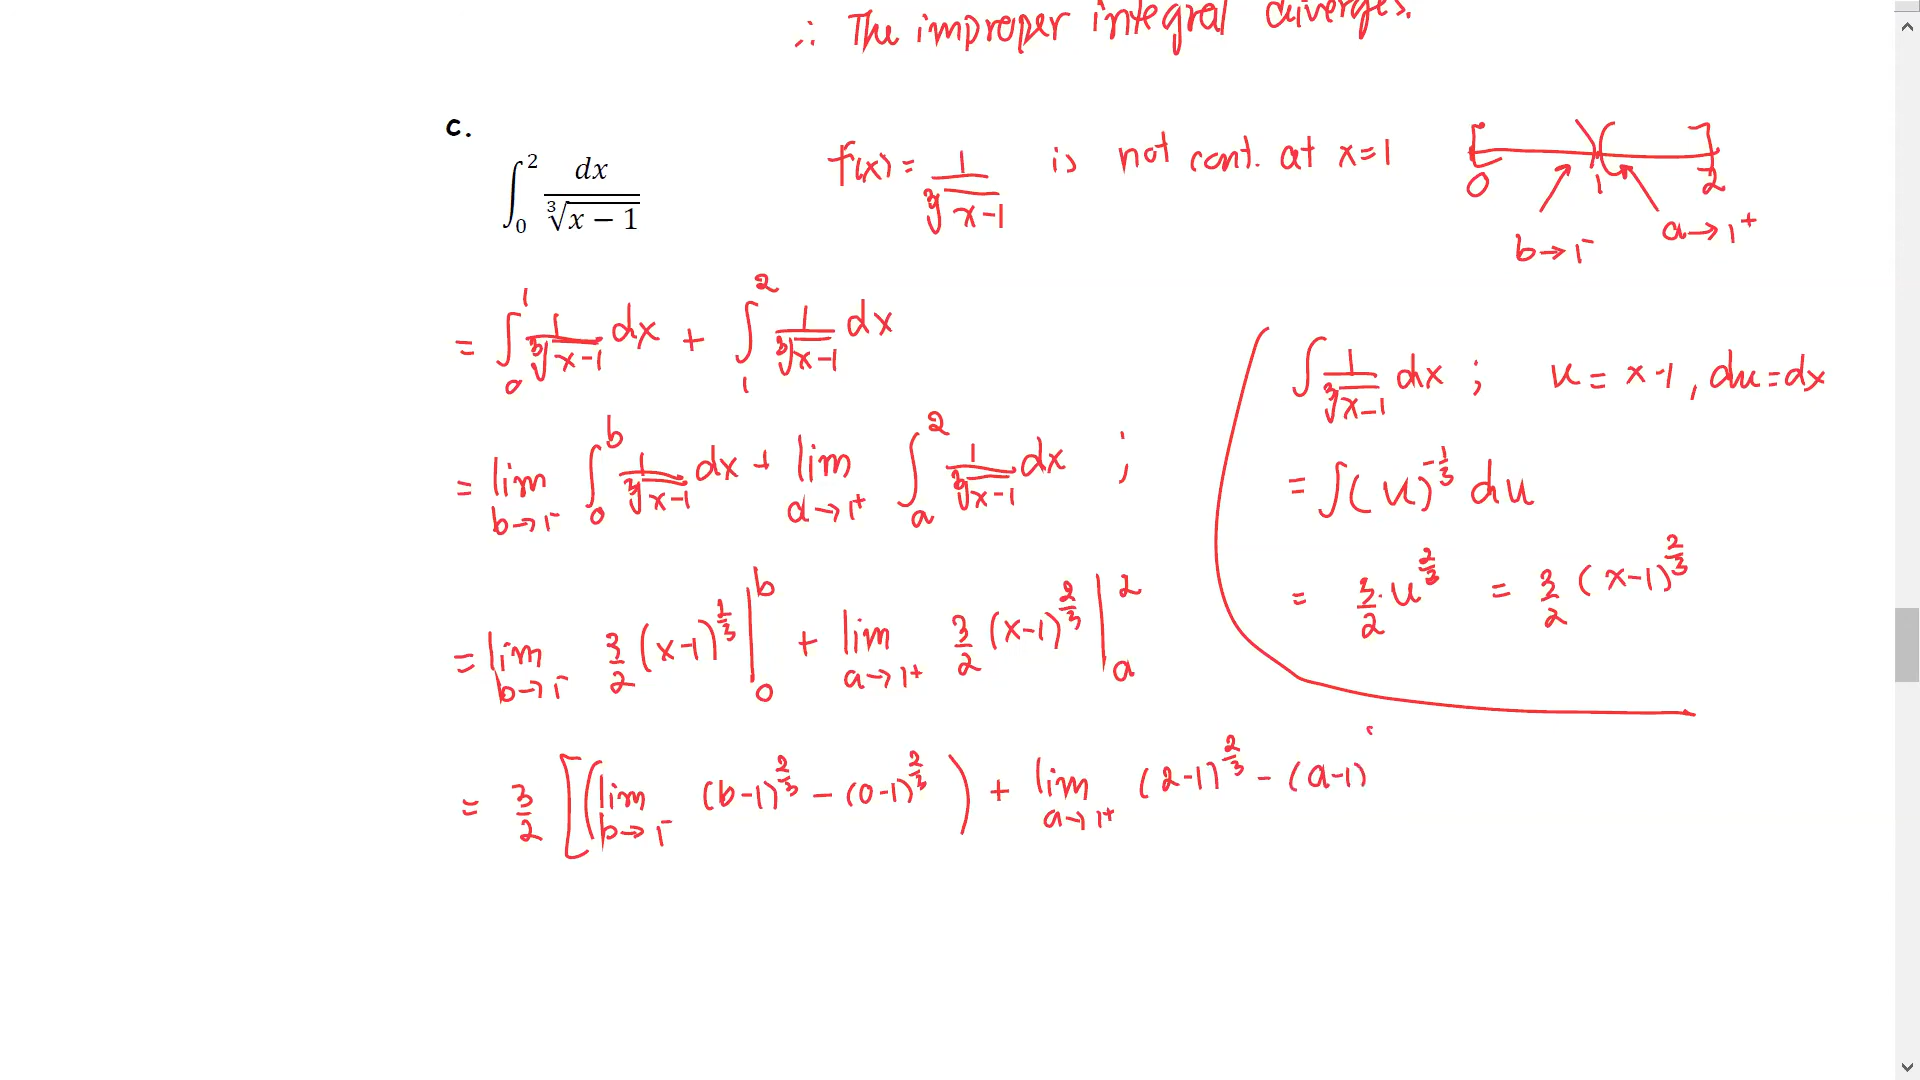 ∴ The improper integral diverges.
c.
∫₀² dx/∛(x − 1)
f(x) = 1/∛(x-1) is not cont. at x=1
[ )( ]
0 1 2
b→1⁻ a→1⁺
= ∫₀¹ 1/∛(x-1) dx + ∫₁² 1/∛(x-1) dx
= lim b→1⁻ ∫₀ᵇ 1/∛(x-1) dx + lim a→1⁺ ∫ₐ² 1/∛(x-1) dx ;
= lim b→1⁻ 3/2 (x-1)^(2/3) |₀ᵇ + lim a→1⁺ 3/2 (x-1)^(2/3) |ₐ²
= 3/2 [ ( lim b→1⁻ (b-1)^(2/3) - (0-1)^(2/3) ) + lim a→1⁺ (2-1)^(2/3) - (a-1)
∫ 1/∛(x-1) dx ; u = x-1, du=dx
= ∫(u)^(-1/3) du
= 3/2 · u^(2/3) = 3/2 (x-1)^(2/3)